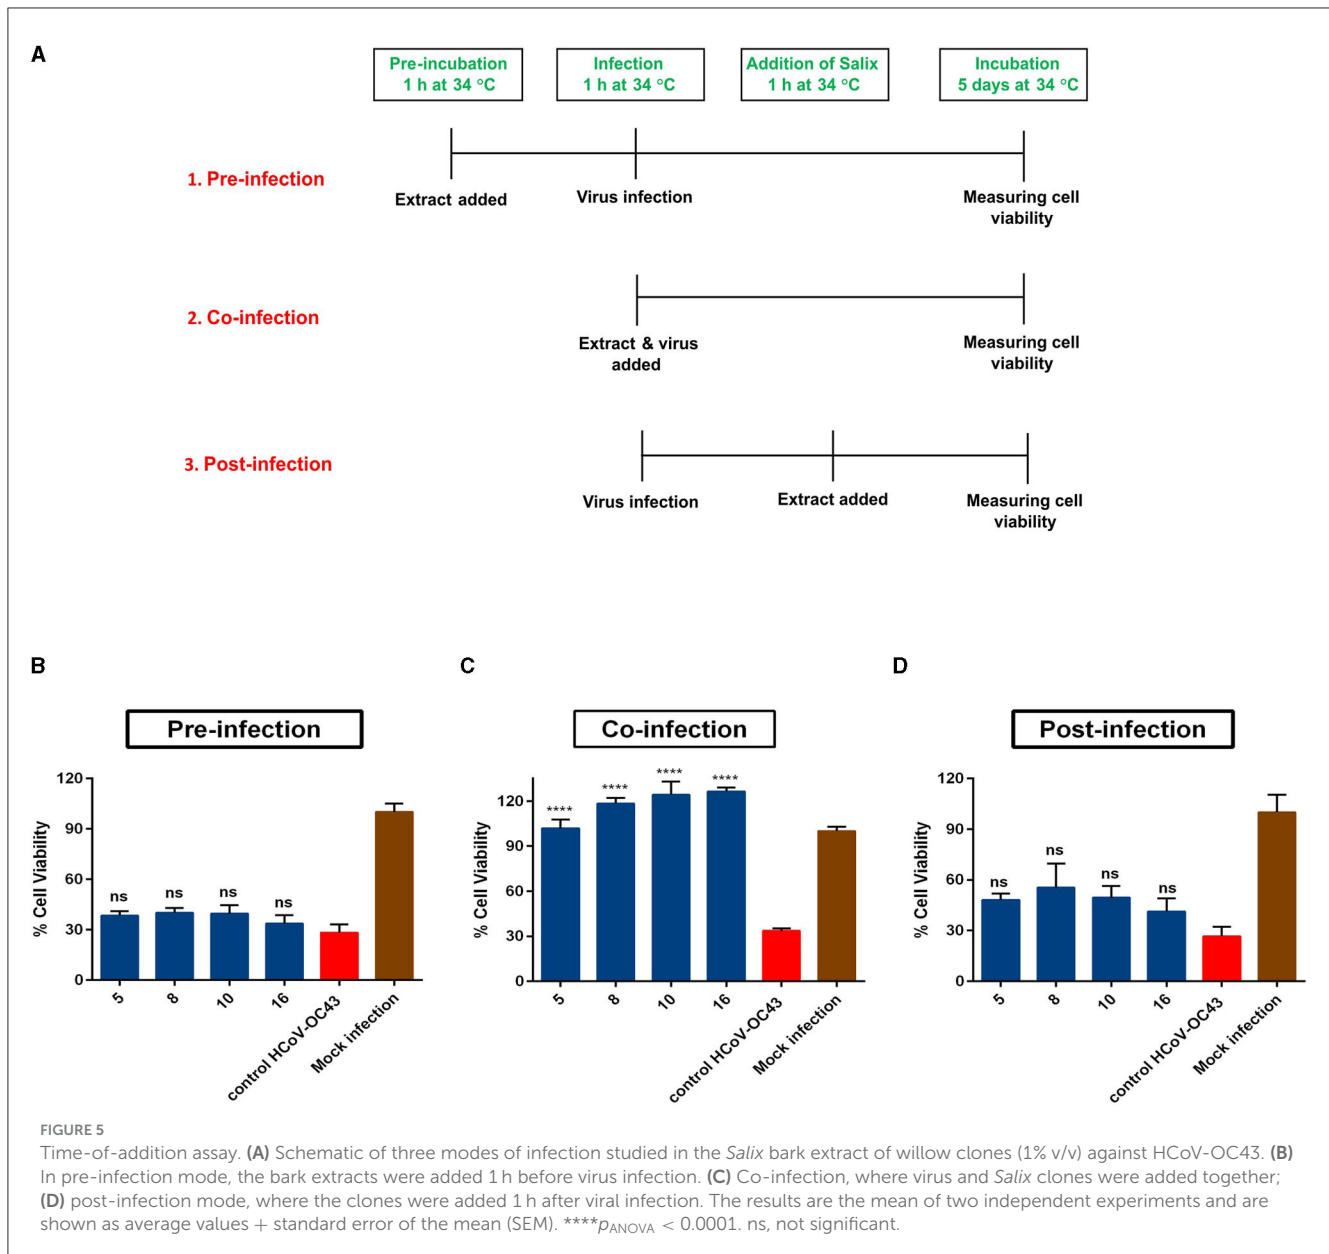 A
Pre-incubation
1 h at 34 °C
Infection
1 h at 34 °C
Addition of Salix
1 h at 34 °C
Incubation
5 days at 34 °C
1. Pre-infection
Extract added
Virus infection
Measuring cell
viability
2. Co-infection
Extract & virus
added
Measuring cell
viability
3. Post-infection
Virus infection
Extract added
Measuring cell
viability
B
Pre-infection
% Cell Viability
120
90
60
30
0
ns
ns
ns
ns
5
8
10
16
control HCoV-OC43
Mock infection
C
Co-infection
% Cell Viability
120
90
60
30
0
****
****
****
****
5
8
10
16
control HCoV-OC43
Mock infection
D
Post-infection
% Cell Viability
120
90
60
30
0
ns
ns
ns
ns
5
8
10
16
control HCoV-OC43
Mock infection
FIGURE 5
Time-of-addition assay. (A) Schematic of three modes of infection studied in the Salix bark extract of willow clones (1% v/v) against HCoV-OC43. (B)
In pre-infection mode, the bark extracts were added 1 h before virus infection. (C) Co-infection, where virus and Salix clones were added together;
(D) post-infection mode, where the clones were added 1 h after viral infection. The results are the mean of two independent experiments and are
shown as average values + standard error of the mean (SEM). ****pANOVA < 0.0001. ns, not significant.